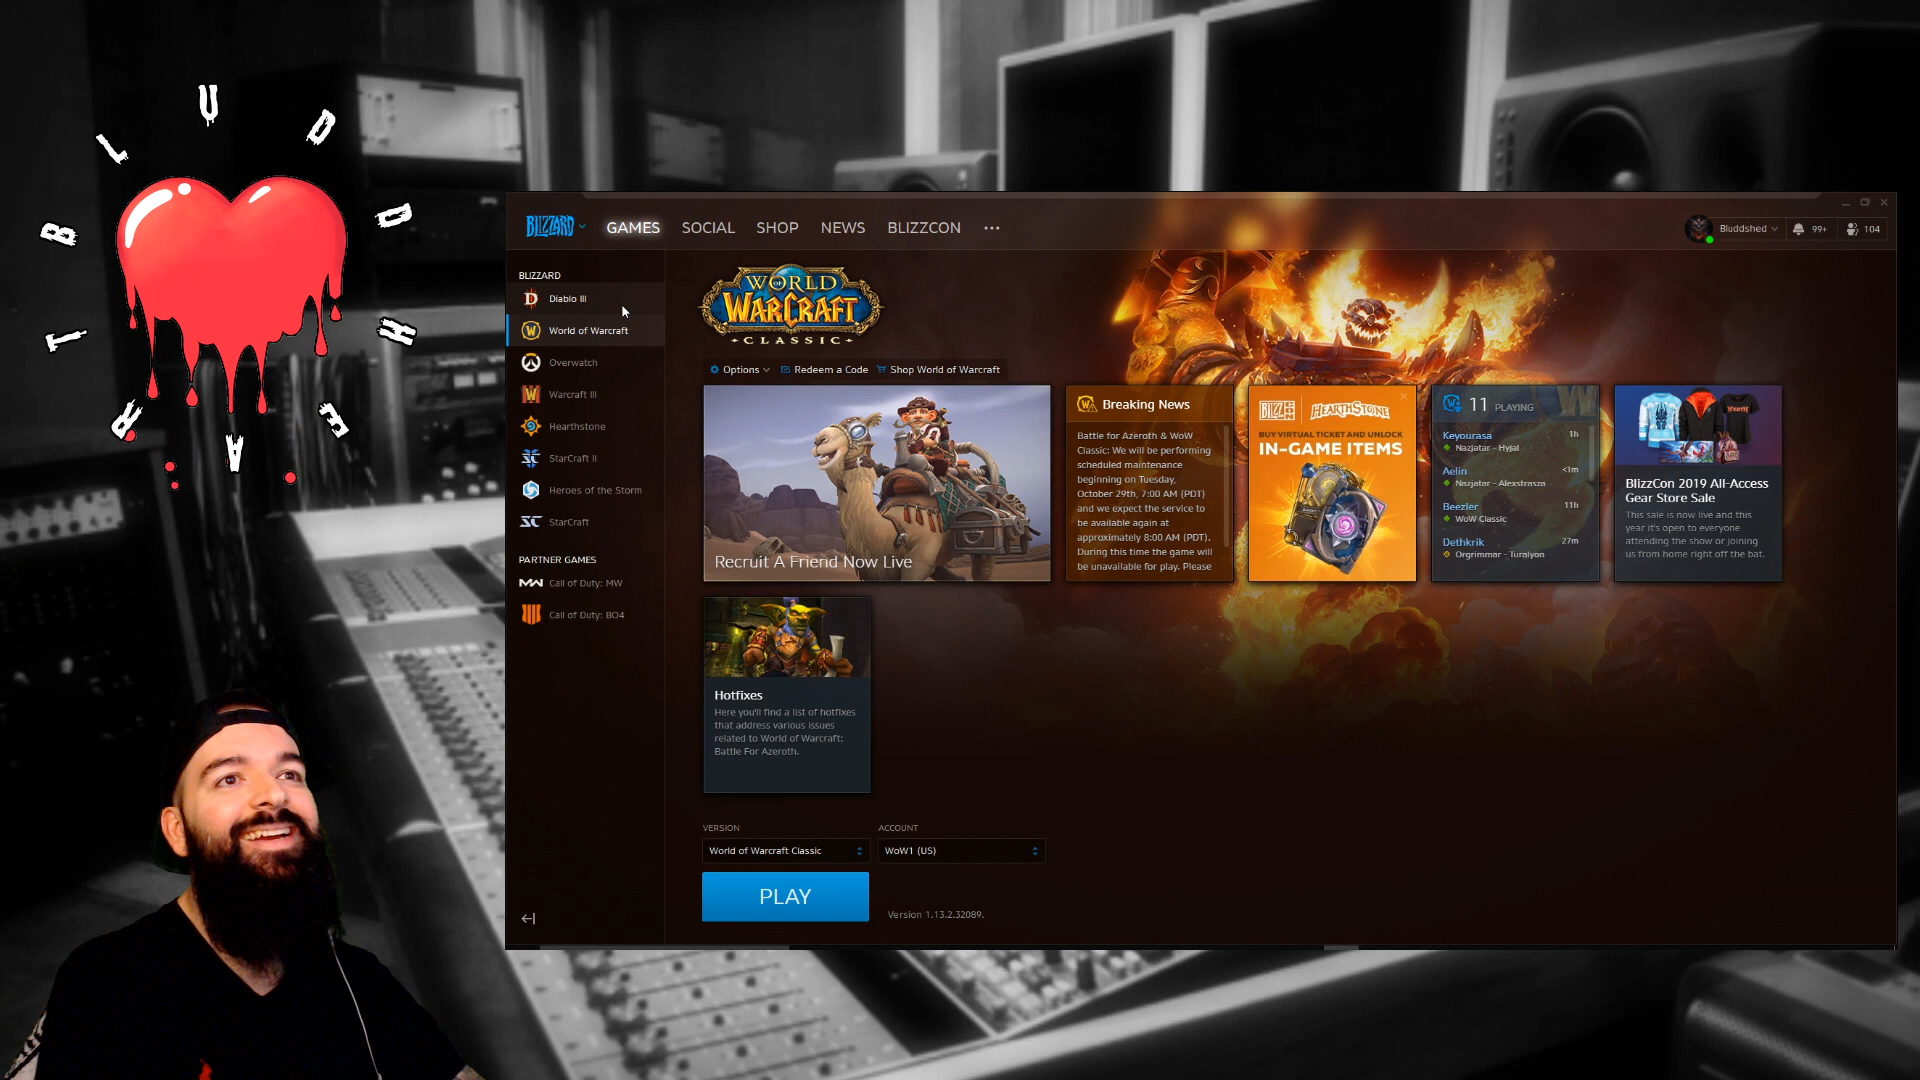 BLUDD HEART
BLIZZARD
GAMES
SOCIAL
SHOP
NEWS
BLIZZCON
Bluddshed
99+
104
BLIZZARD
Diablo III
World of Warcraft
Overwatch
Warcraft III
Hearthstone
StarCraft II
Heroes of the Storm
StarCraft
PARTNER GAMES
Call of Duty: MW
Call of Duty: BO4
WORLD
OF
WARCRAFT
CLASSIC
Options
Redeem a Code
Shop World of Warcraft
Recruit A Friend Now Live
Breaking News
Battle for Azeroth & WoW
Classic: We will be performing
scheduled maintenance
beginning on Tuesday,
October 29th, 7:00 AM (PDT)
and we expect the service to
be available again at
approximately 8:00 AM (PDT).
During this time the game will
be unavailable for play. Please
HEARTHSTONE
BUY VIRTUAL TICKET AND UNLOCK
IN-GAME ITEMS
11 PLAYING
Keyourasa 1h
Nazjatar - Hyjal
Aelin <1m
Nazjatar - Alexstrasza
Beezler 11h
WoW Classic
Dethkrik 27m
Orgrimmar - Turalyon
BlizzCon 2019 All-Access
Gear Store Sale
This sale is now live and this
year it's open to everyone
attending the show or joining
us from home right off the bat.
Hotfixes
Here you'll find a list of hotfixes
that address various issues
related to World of Warcraft:
Battle For Azeroth.
VERSION
World of Warcraft Classic
ACCOUNT
WoW1 (US)
PLAY
Version 1.13.2.32089.